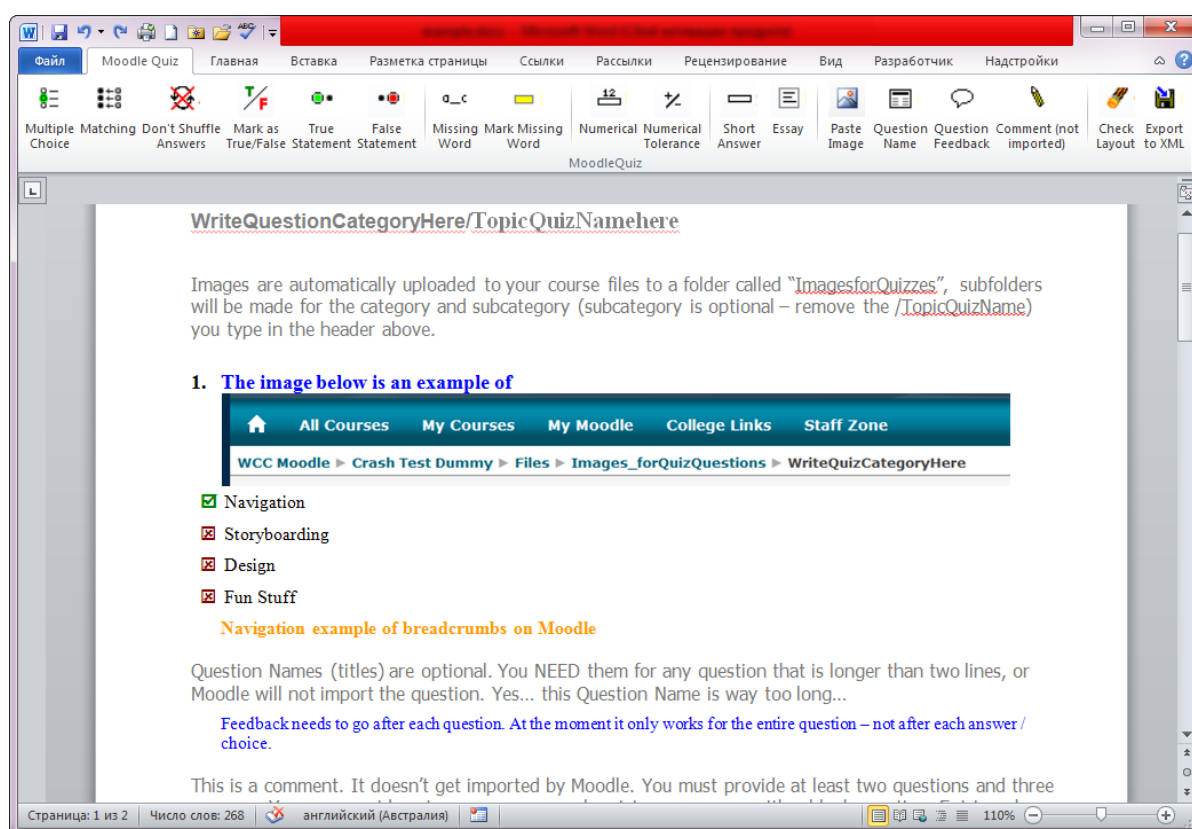 Файл Moodle Quiz Главная Вставка Разметка страницы Ссылки Рассылки Рецензирование Вид Разработчик Надстройки
Multiple Choice
Matching
Don't Shuffle Answers
Mark as True/False
True Statement
False Statement
Missing Word
Mark Missing Word
Numerical
Numerical Tolerance
Short Answer
Essay
Paste Image
Question Name
Question Feedback
Comment (not imported)
Check Layout
Export to XML
MoodleQuiz
WriteQuestionCategoryHere/TopicQuizNamehere
Images are automatically uploaded to your course files to a folder called “ImagesforQuizzes”, subfolders
will be made for the category and subcategory (subcategory is optional – remove the /TopicQuizName)
you type in the header above.
1. The image below is an example of
All Courses My Courses My Moodle College Links Staff Zone
WCC Moodle ► Crash Test Dummy ► Files ► Images_forQuizQuestions ► WriteQuizCategoryHere
Navigation
Storyboarding
Design
Fun Stuff
Navigation example of breadcrumbs on Moodle
Question Names (titles) are optional. You NEED them for any question that is longer than two lines, or
Moodle will not import the question. Yes... this Question Name is way too long...
Feedback needs to go after each question. At the moment it only works for the entire question – not after each answer /
choice.
This is a comment. It doesn’t get imported by Moodle. You must provide at least two questions and three
Страница: 1 из 2 Число слов: 268 английский (Австралия) 110%